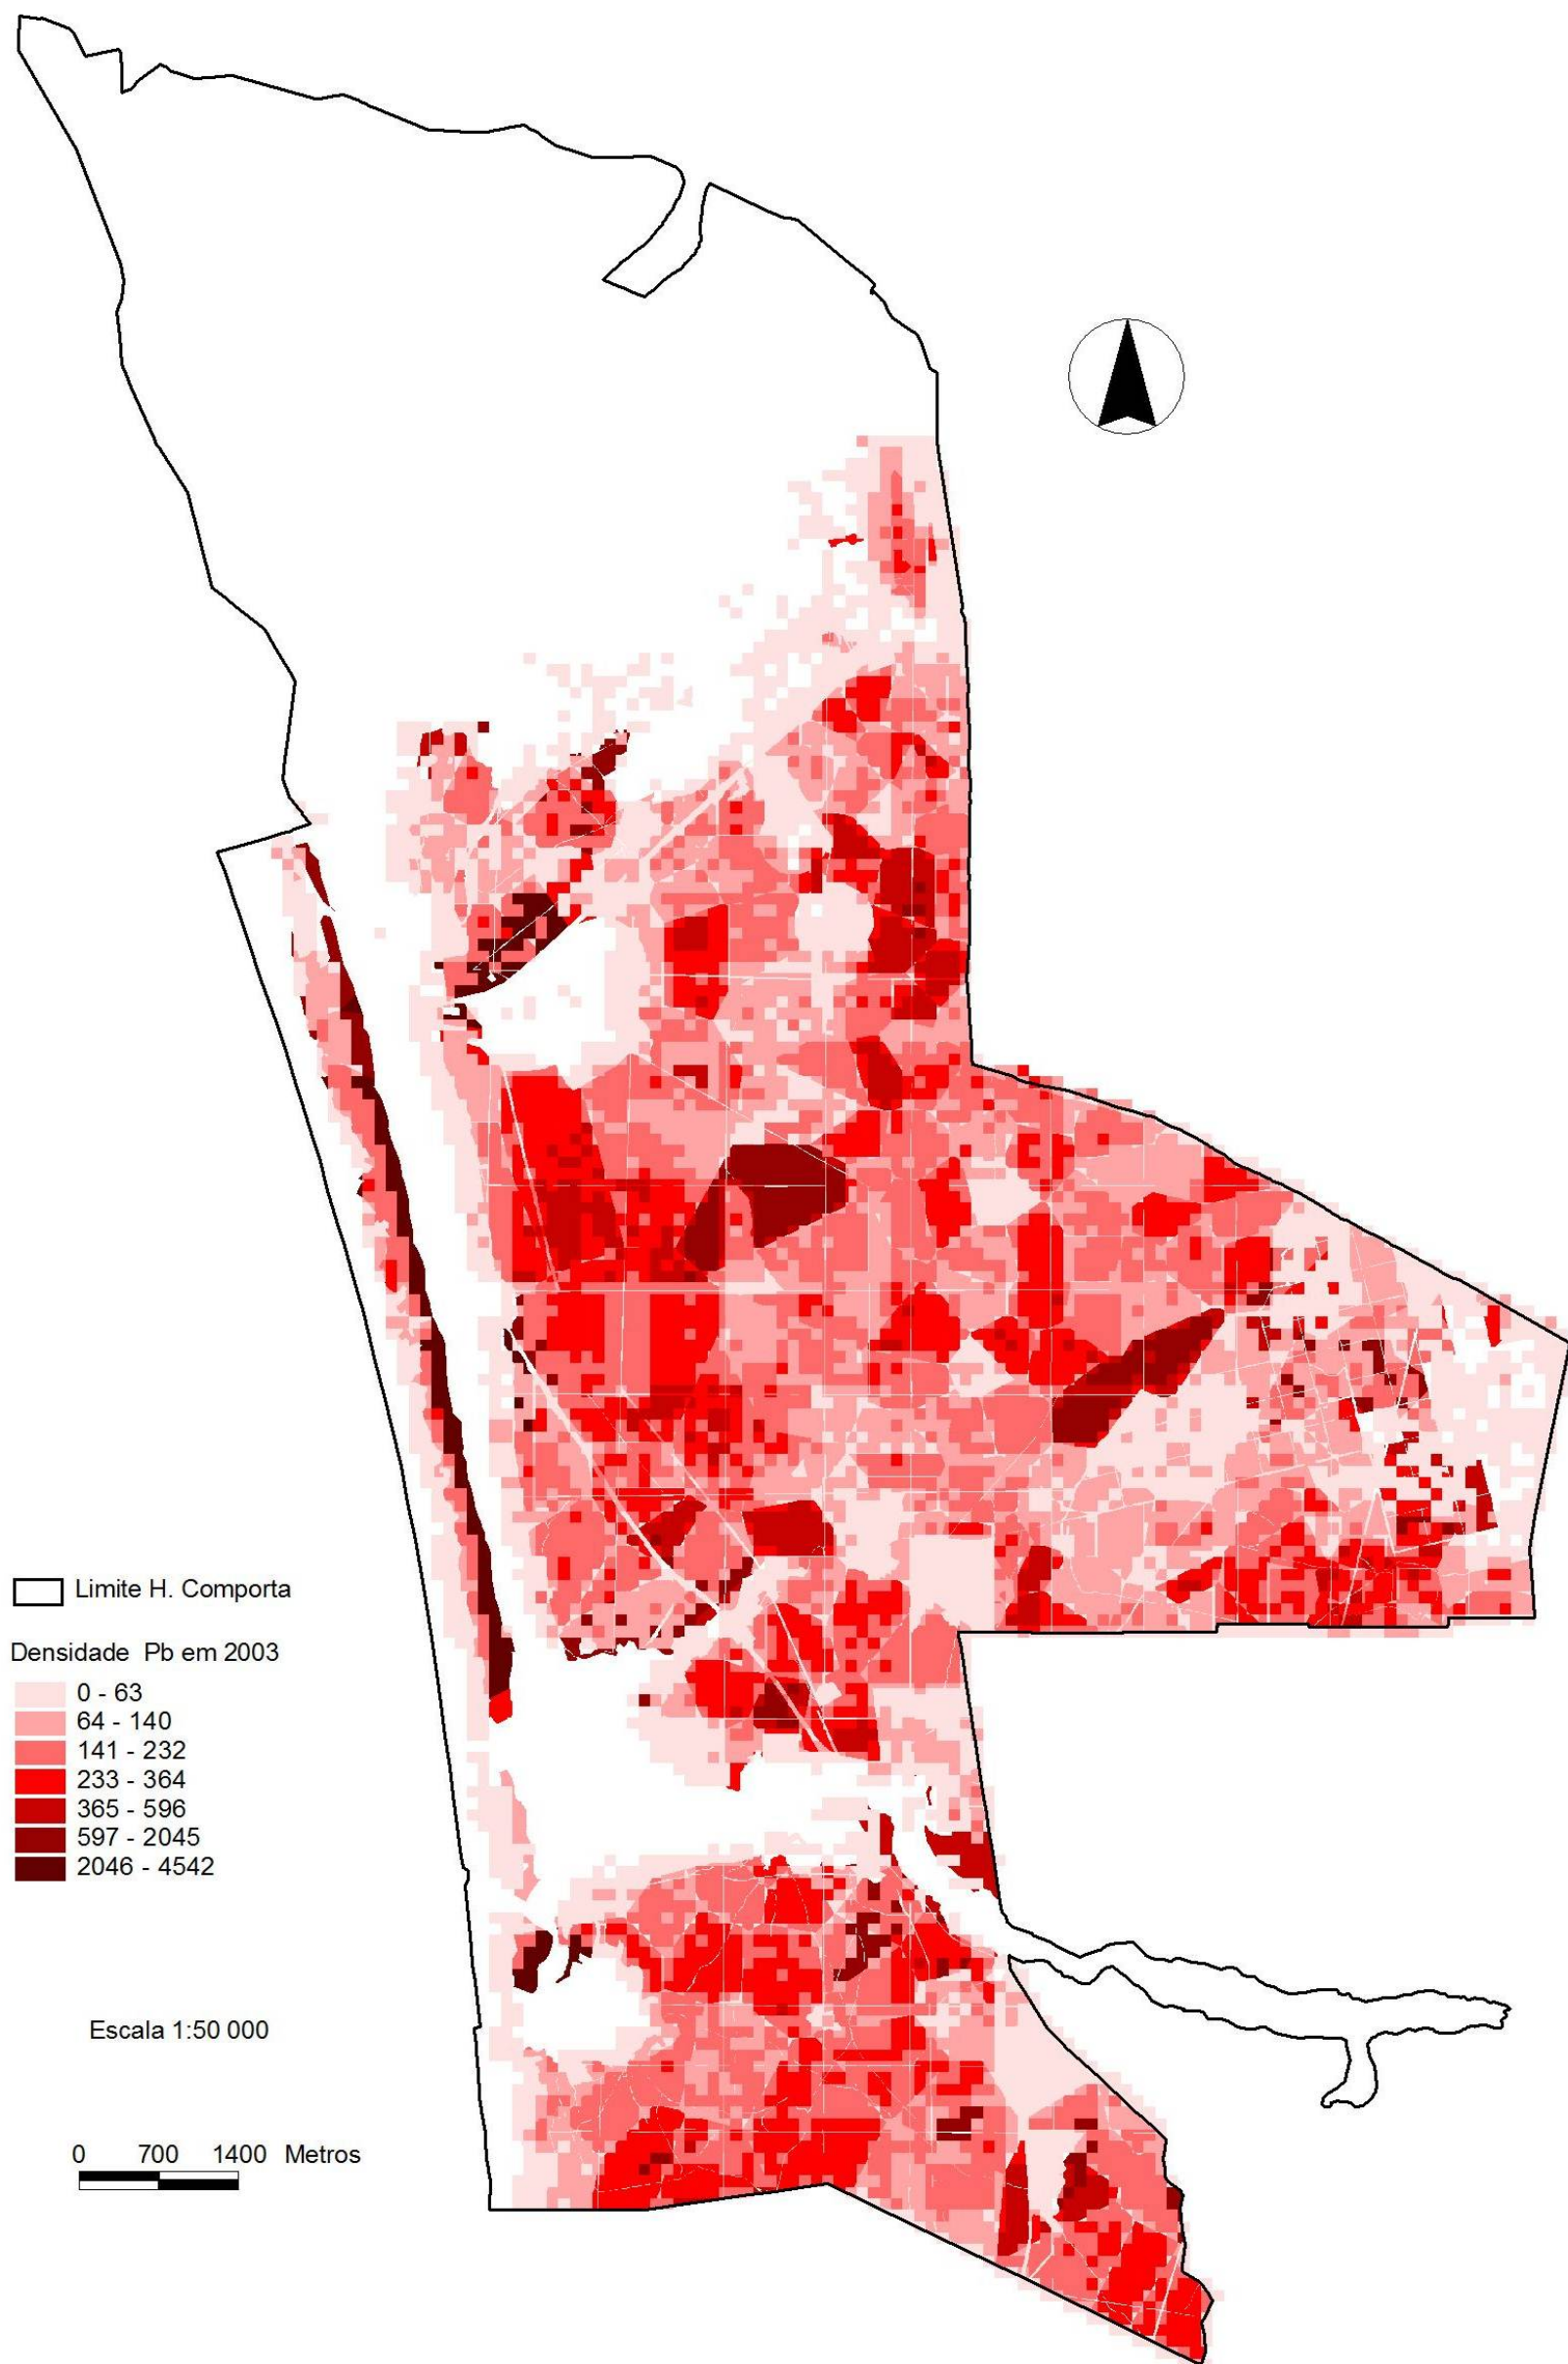 Limite H. Comporta
Densidade Pb em 2003
0 - 63
64 - 140
141 - 232
233 - 364
365 - 596
597 - 2045
2046 - 4542
Escala 1:50 000
0 700 1400 Metros